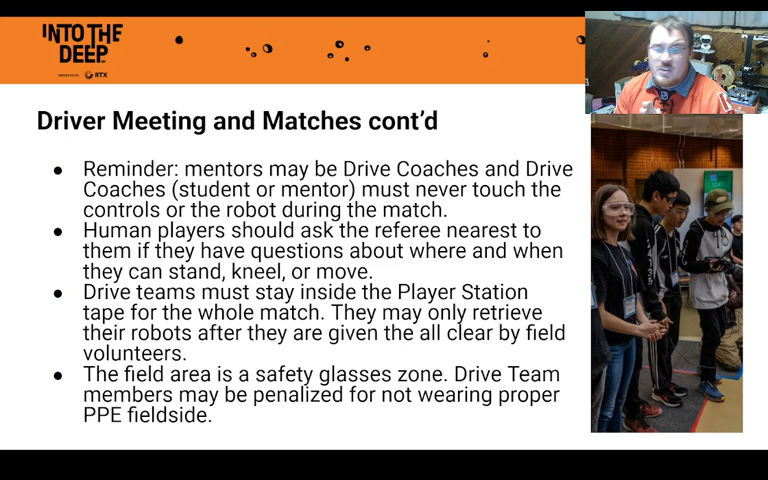 INTO THE
DEEP
PRESENTED BY RTX
Driver Meeting and Matches cont'd
● Reminder: mentors may be Drive Coaches and Drive
Coaches (student or mentor) must never touch the
controls or the robot during the match.
● Human players should ask the referee nearest to
them if they have questions about where and when
they can stand, kneel, or move.
● Drive teams must stay inside the Player Station
tape for the whole match. They may only retrieve
their robots after they are given the all clear by field
volunteers.
● The field area is a safety glasses zone. Drive Team
members may be penalized for not wearing proper
PPE fieldside.